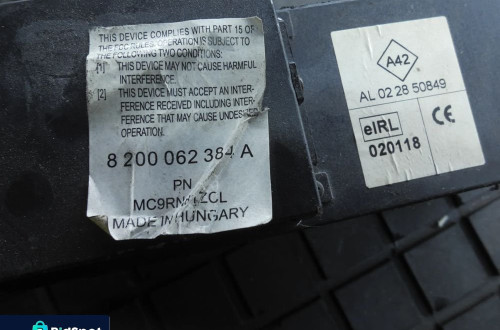 THIS DEVICE COMPLIES WITH PART 15 OF
THE FCC RULES. OPERATION IS SUBJECT TO
THE FOLLOWING TWO CONDITIONS:
[1] THIS DEVICE MAY NOT CAUSE HARMFUL
INTERFERENCE.
[2] THIS DEVICE MUST ACCEPT AN INTER-
FERENCE RECEIVED INCLUDING INTER-
FERENCE THAT MAY CAUSE UNDESIRED
OPERATION.
8 200 062 384 A
PN
MADE IN HUNGARY
A42
AL 02 28 50849
eIRL
020118
CE
BidSpot